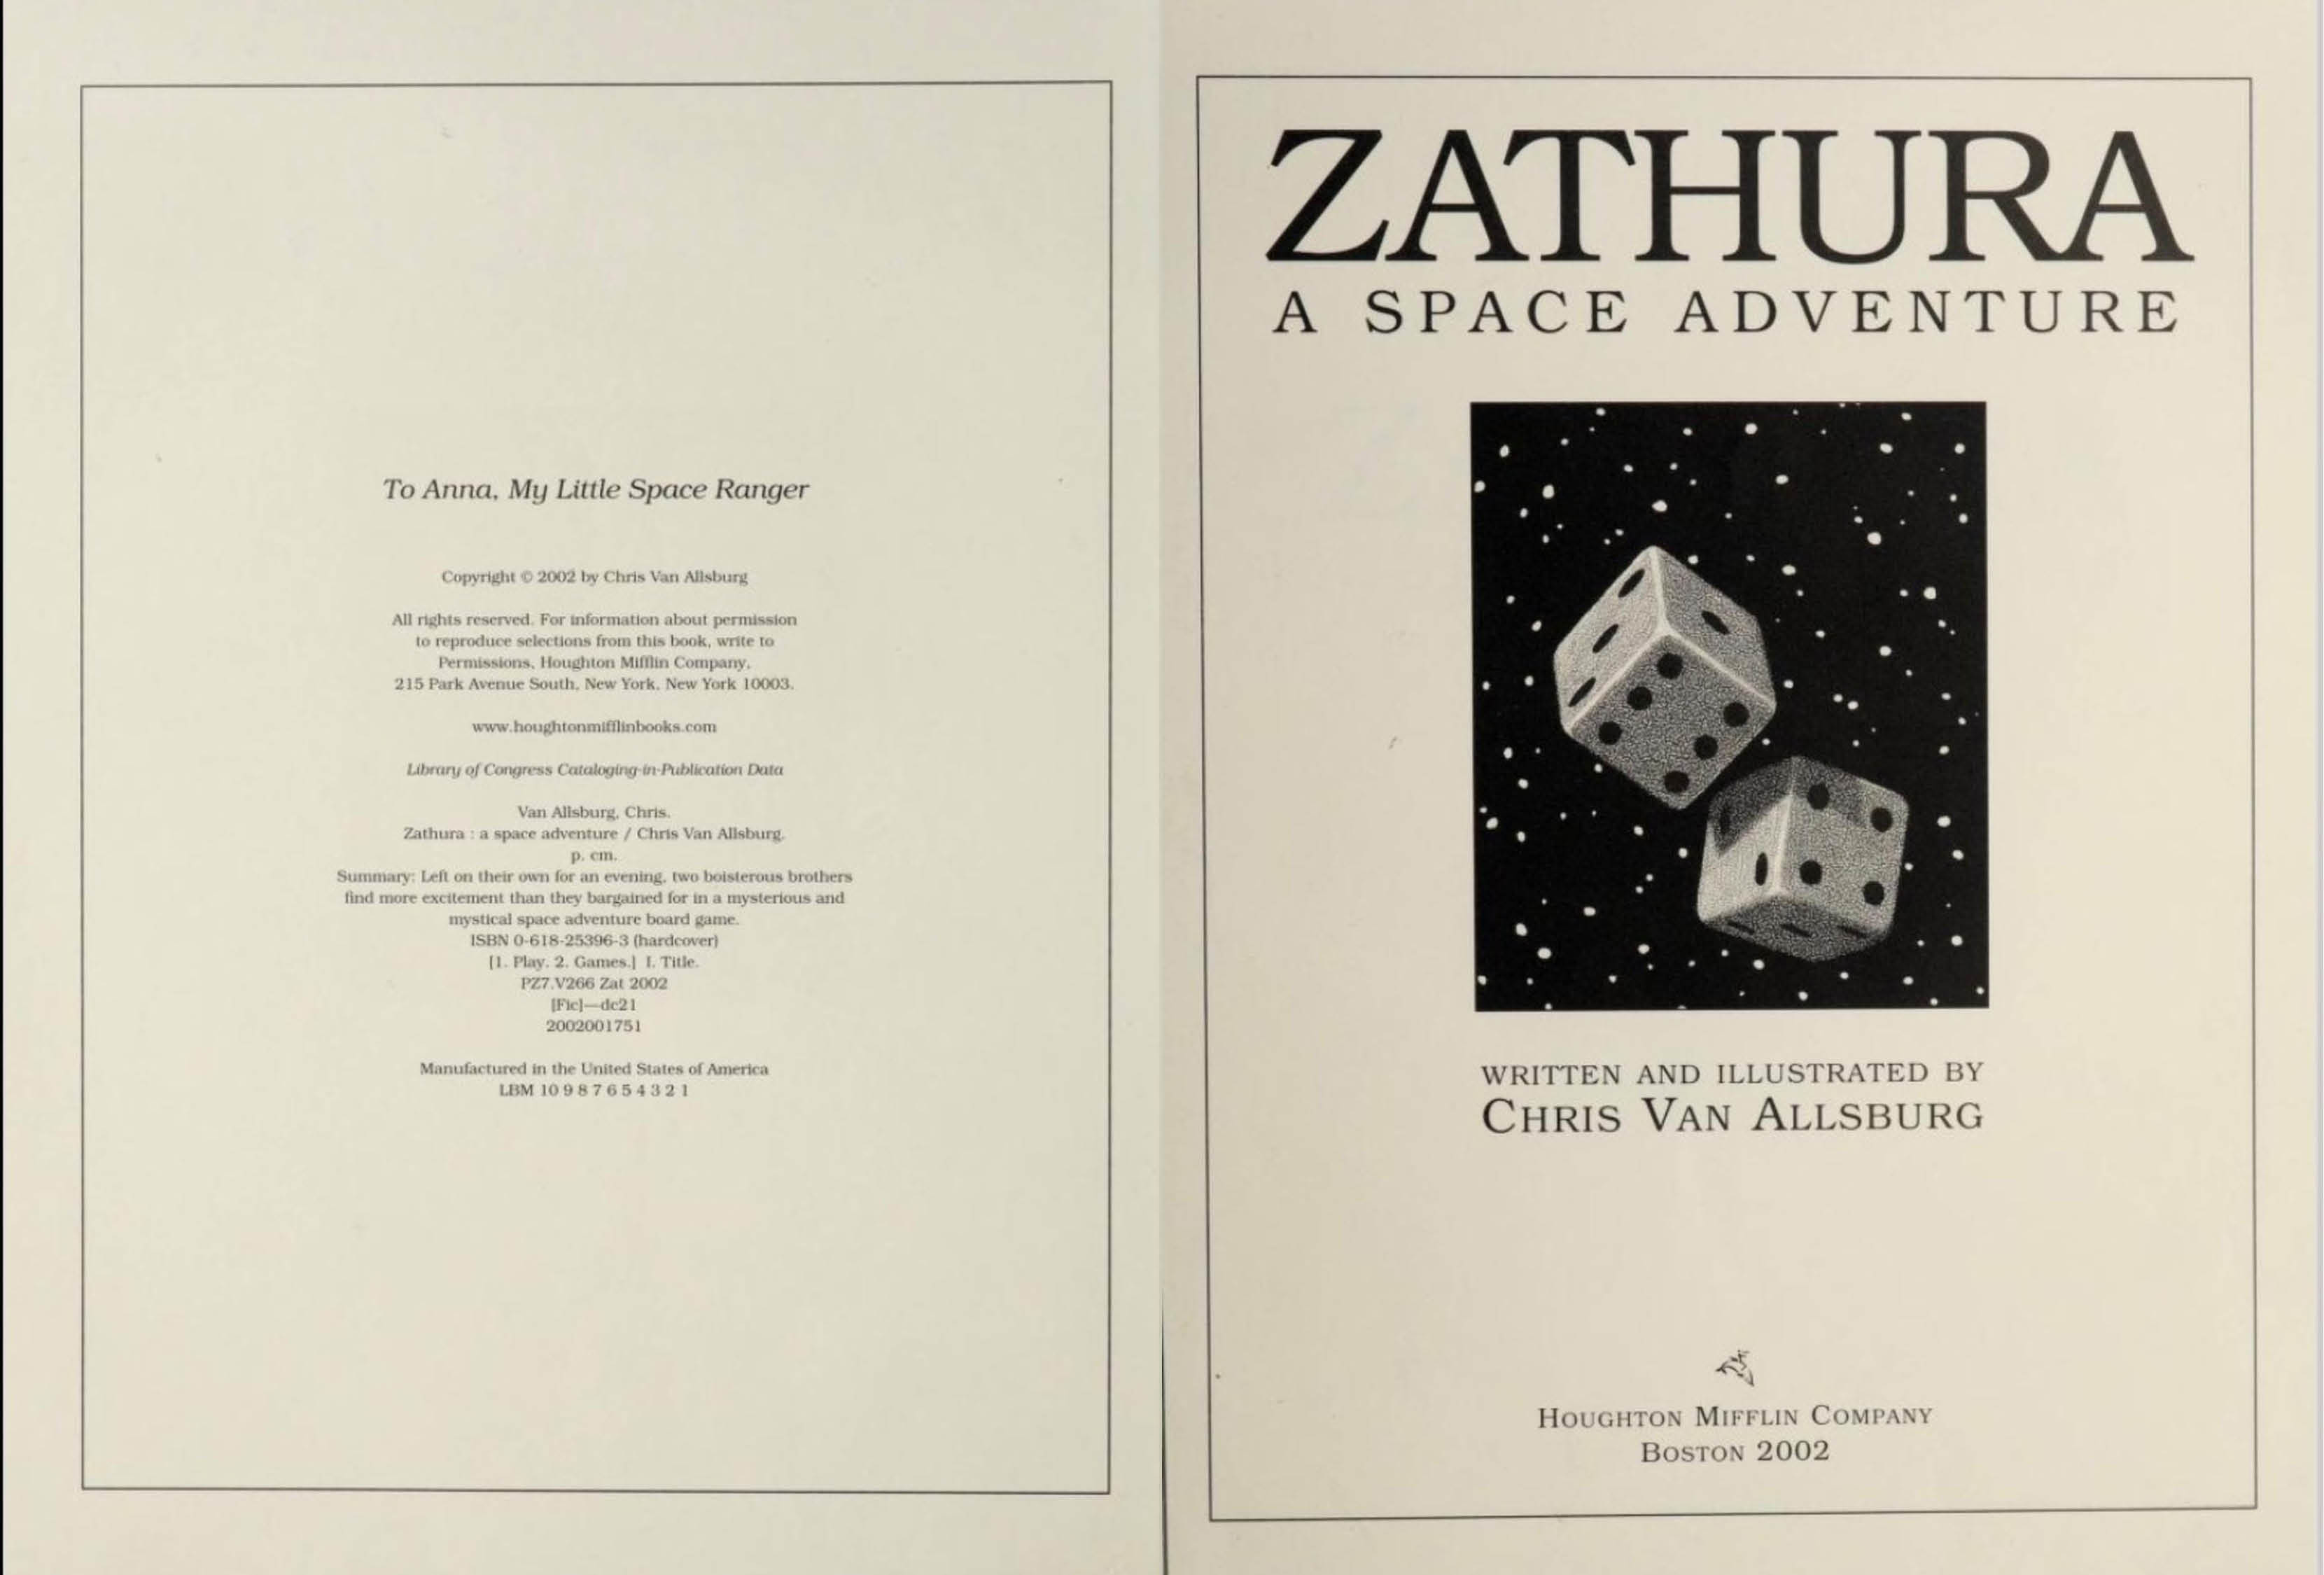 To Anna, My Little Space Ranger
Copyright © 2002 by Chris Van Allsburg
All rights reserved. For information about permission
to reproduce selections from this book, write to
Permissions, Houghton Mifflin Company,
215 Park Avenue South, New York, New York 10003.
www.houghtonmifflinbooks.com
Library of Congress Cataloging-in-Publication Data
Van Allsburg, Chris.
Zathura : a space adventure / Chris Van Allsburg.
p. cm.
Summary: Left on their own for an evening, two boisterous brothers
find more excitement than they bargained for in a mysterious and
mystical space adventure board game.
ISBN 0-618-25396-3 (hardcover)
[1. Play. 2. Games.] I. Title.
PZ7.V266 Zat 2002
[Fic]—dc21
2002001751
Manufactured in the United States of America
LBM 10 9 8 7 6 5 4 3 2 1
ZATHURA
A SPACE ADVENTURE
WRITTEN AND ILLUSTRATED BY
CHRIS VAN ALLSBURG
HOUGHTON MIFFLIN COMPANY
BOSTON 2002